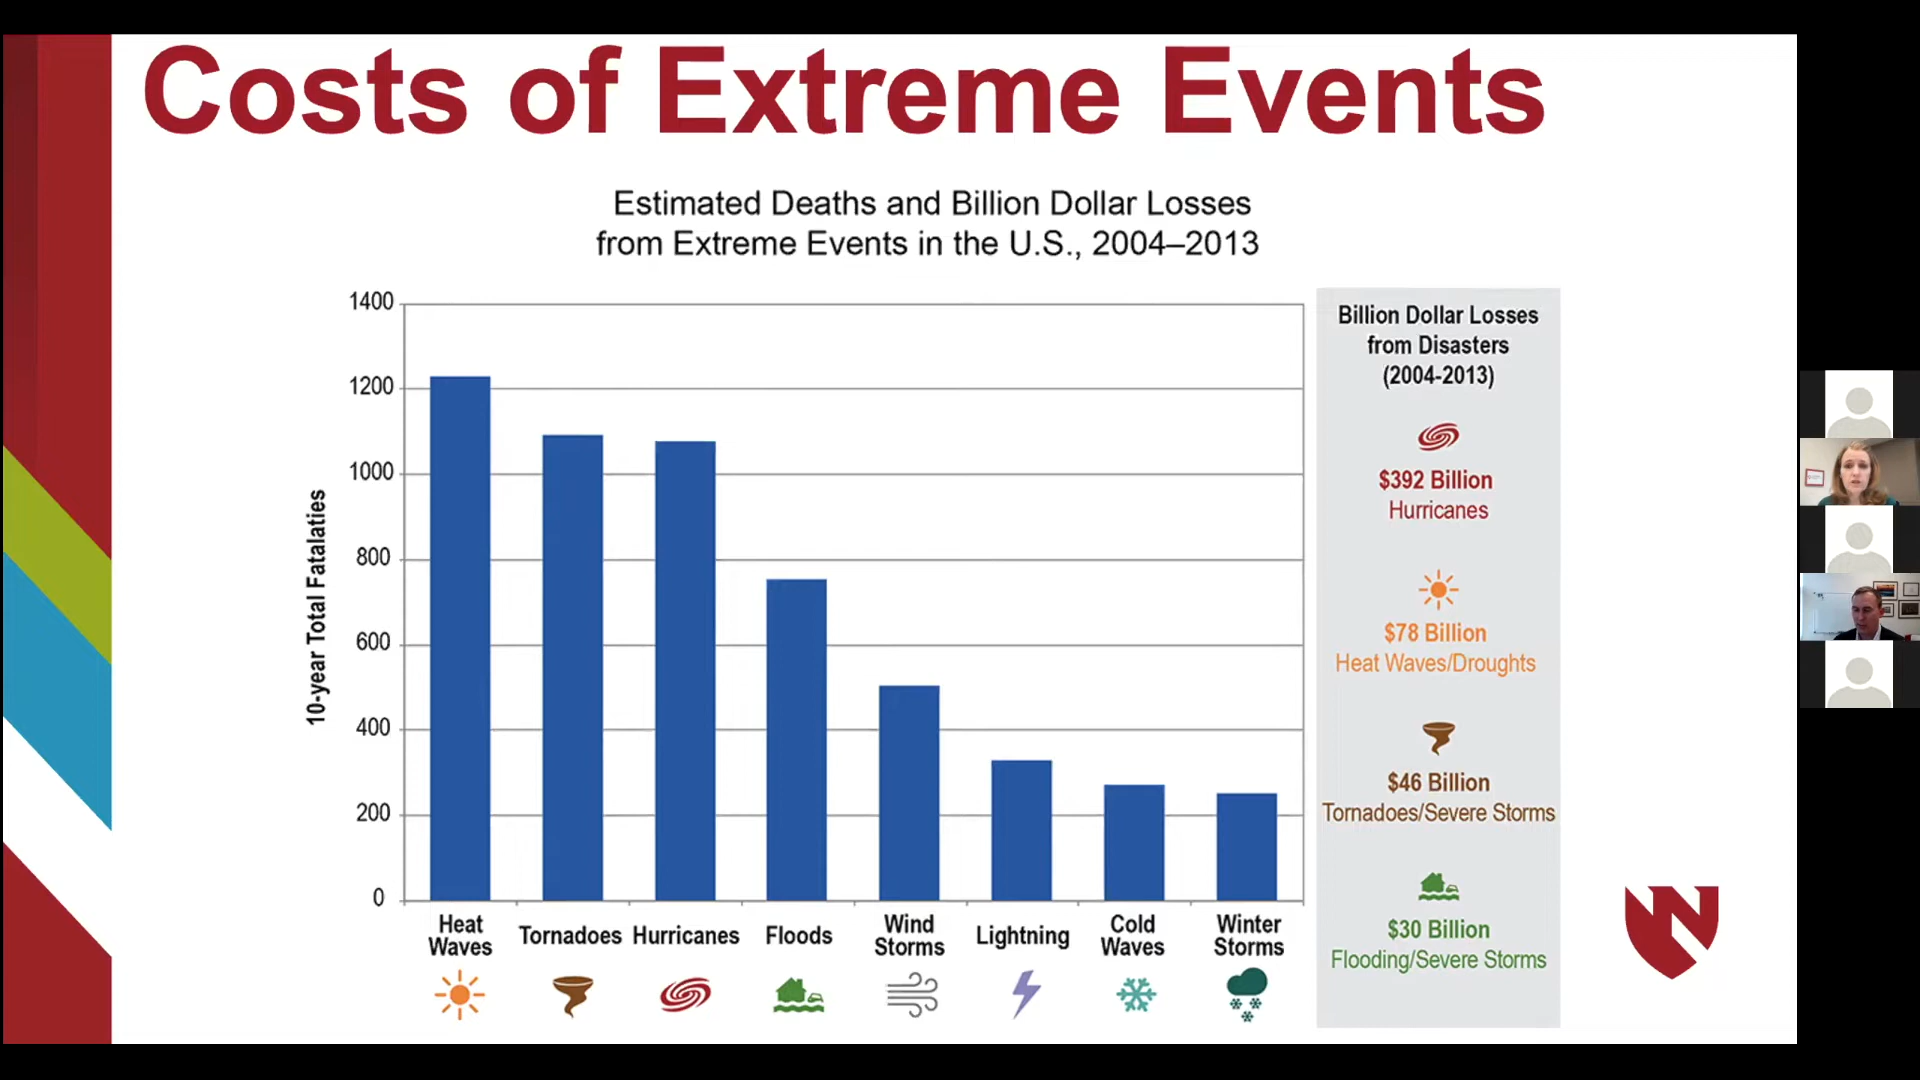 Costs of Extreme Events
Estimated Deaths and Billion Dollar Losses
from Extreme Events in the U.S., 2004–2013
10-year Total Fatalaties
1400
1200
1000
800
600
400
200
0
Heat
Waves
Tornadoes
Hurricanes
Floods
Wind
Storms
Lightning
Cold
Waves
Winter
Storms
Billion Dollar Losses
from Disasters
(2004-2013)
$392 Billion
Hurricanes
$78 Billion
Heat Waves/Droughts
$46 Billion
Tornadoes/Severe Storms
$30 Billion
Flooding/Severe Storms
N